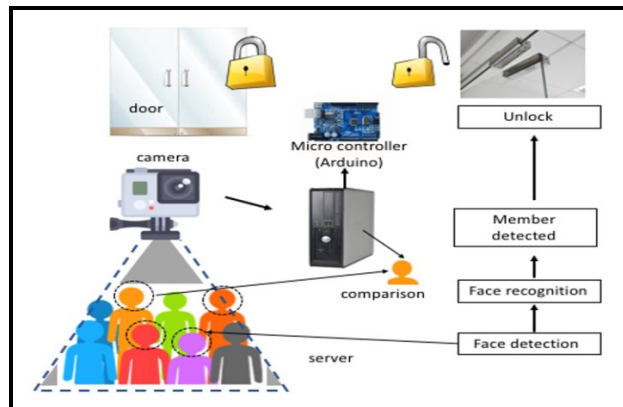 door
camera
Micro controller
(Arduino)
Unlock
Member
detected
comparison
Face recognition
server
Face detection